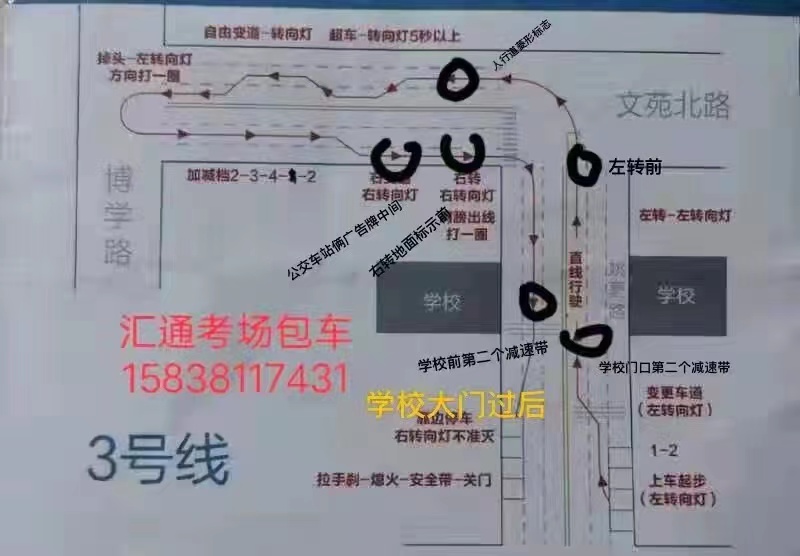 自由变道-转向灯 超车-转向灯5秒以上
人行道菱形标志
掉头-左转向灯
方向打一圈
文苑北路
博学路
加减档2-3-4-1-2
右转向灯
右转
右转向灯
膀出线
打一圈
左转前
左转-左转向灯
公交车站俩广告牌中间
右转地面标示前
直线行驶
学校
学校
汇通考场包车
15838117431
学校前第二个减速带
学校门口第二个减速带
学校大门过后
靠边停车
右转向灯不准灭
变更车道
(左转向灯)
1-2
3号线
拉手刹-熄火-安全带-关门
上车起步
(左转向灯)